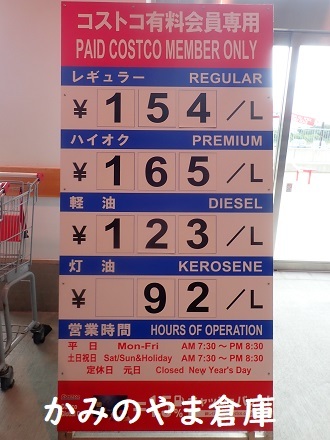 コストコ有料会員専用
PAID COSTCO MEMBER ONLY
レギュラー REGULAR
¥ 154 /L
ハイオク PREMIUM
¥ 165 /L
軽油 DIESEL
¥ 123 /L
灯油 KEROSENE
¥ 92 /L
営業時間 HOURS OF OPERATION
平日 Mon-Fri AM 7:30 ～ PM 8:30
土日祝日 Sat/Sun&Holiday AM 7:30 ～ PM 8:30
定休日 元日 Closed New Year's Day
かみのやま倉庫